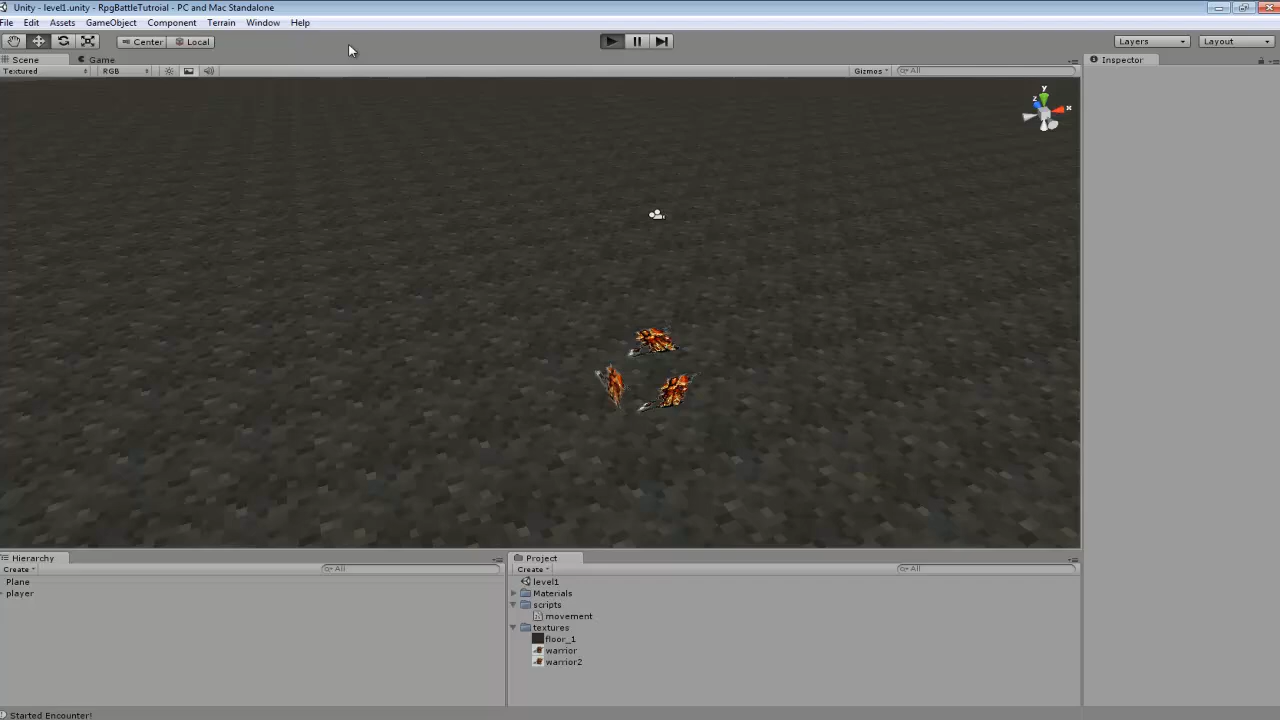 Unity - level1.unity - RpgBattleTutroial - PC and Mac Standalone
File Edit Assets GameObject Component Terrain Window Help
Center Local Layers Layout
Scene Game Inspector
Textured RGB Gizmos All
y
z x
Hierarchy Project
Create All Create All
Plane level1
player Materials
scripts
movement
textures
floor_1
warrior
warrior2
Started Encounter!